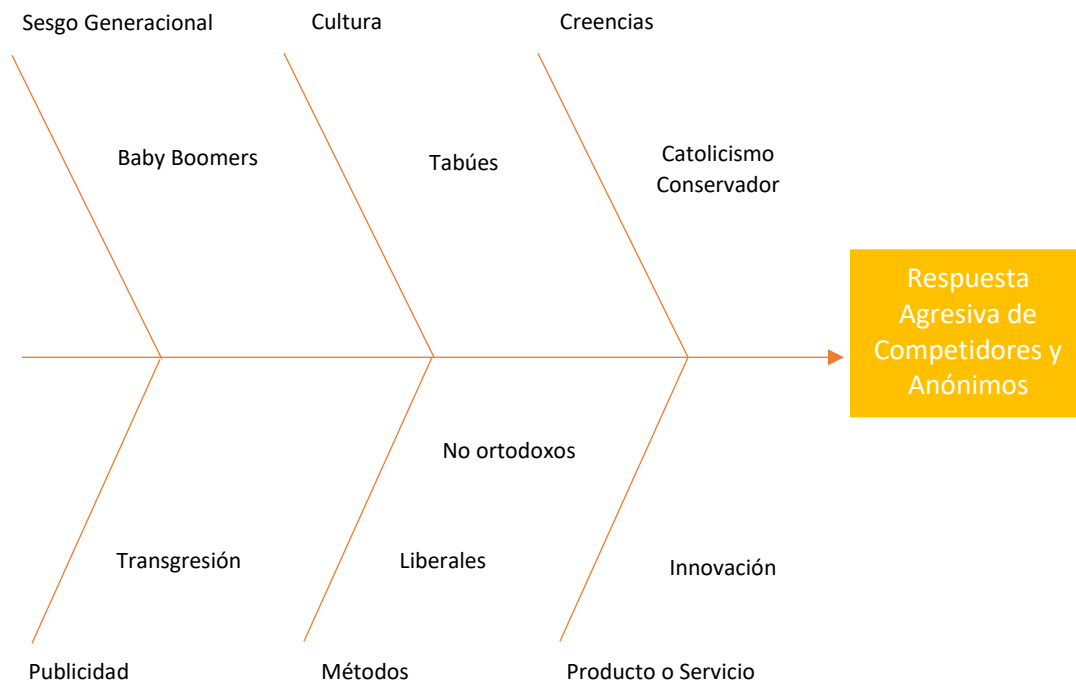 Sesgo Generacional
Cultura
Creencias
Baby Boomers
Tabúes
Catolicismo
Conservador
Respuesta
Agresiva de
Competidores y
Anónimos
No ortodoxos
Transgresión
Liberales
Innovación
Publicidad
Métodos
Producto o Servicio